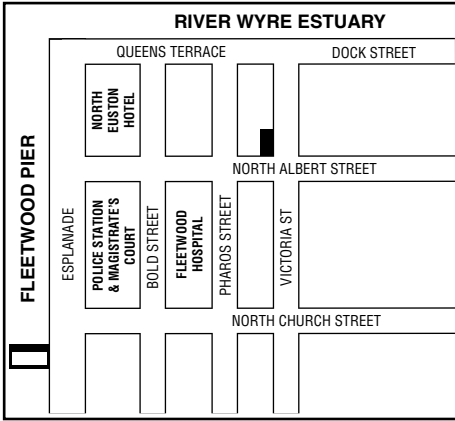 RIVER WYRE ESTUARY
QUEENS TERRACE
DOCK STREET
NORTH
EUSTON
HOTEL
NORTH ALBERT STREET
FLEETWOOD PIER
ESPLANADE
POLICE STATION
& MAGISTRATE'S
COURT
BOLD STREET
FLEETWOOD
HOSPITAL
PHAROS STREET
VICTORIA ST
NORTH CHURCH STREET